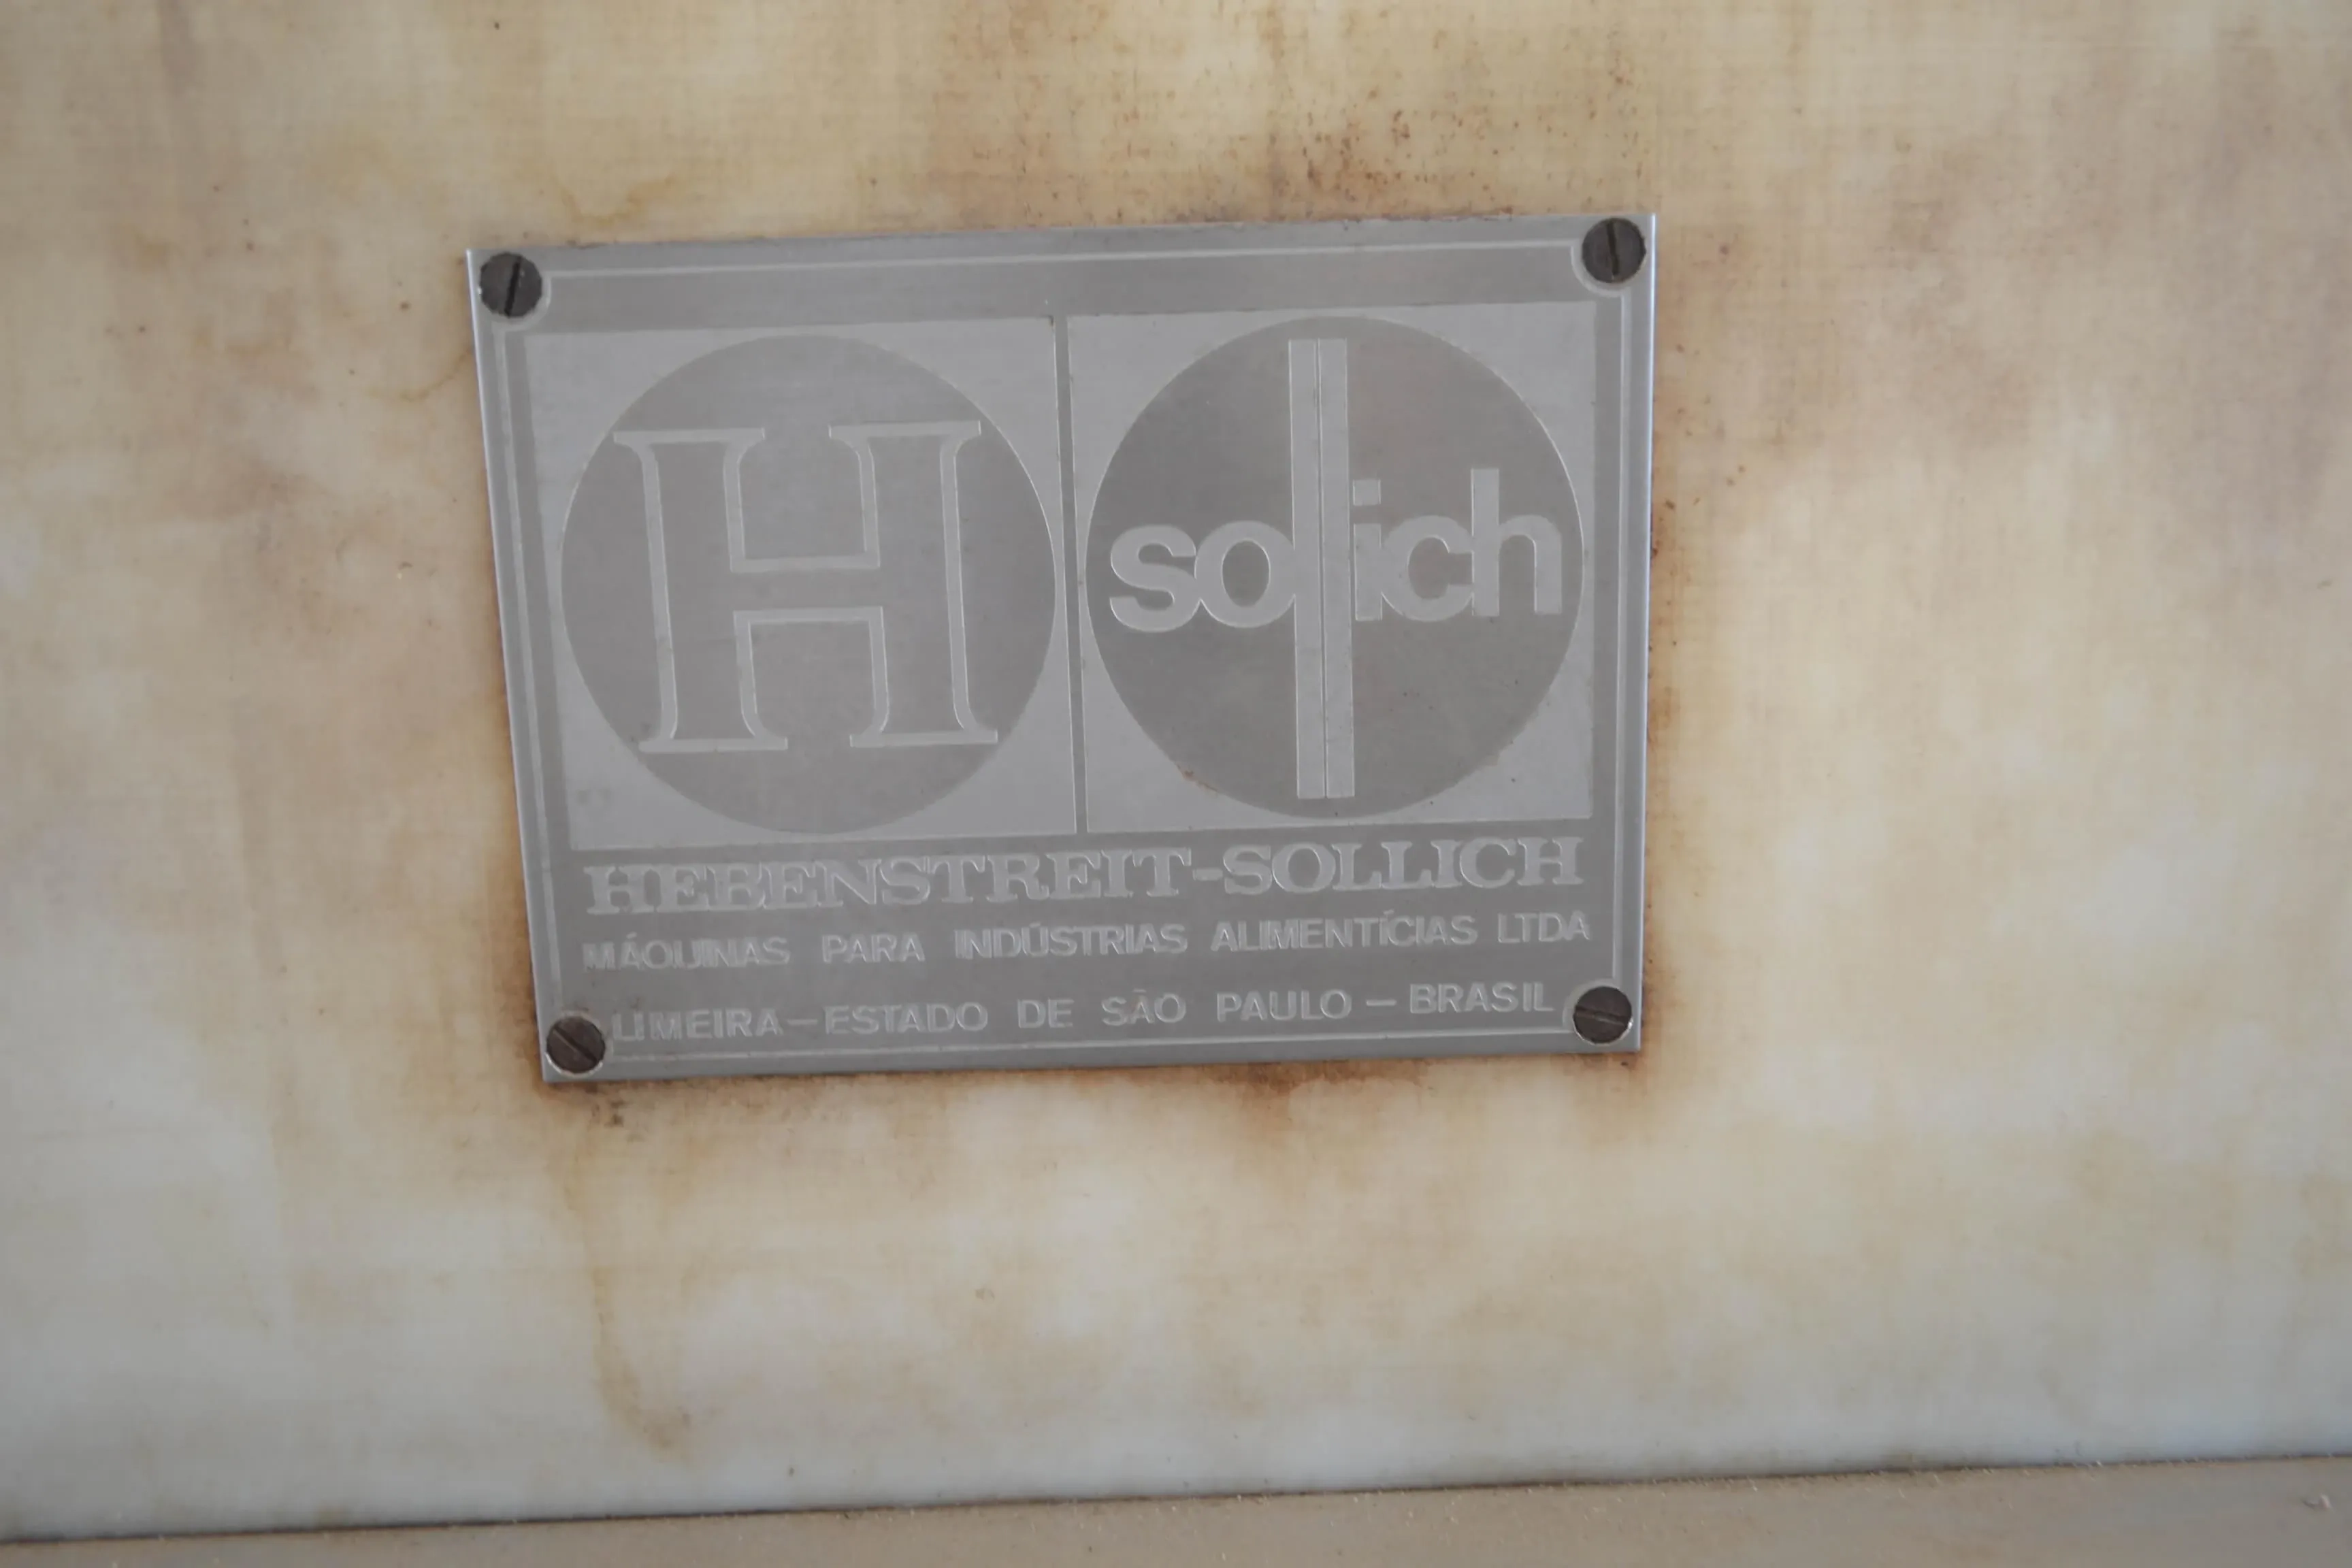 H sollich
HEBENSTREIT-SOLLICH
MÁQUINAS PARA INDÚSTRIAS ALIMENTÍCIAS LTDA
LIMEIRA-ESTADO DE SÃO PAULO - BRASIL